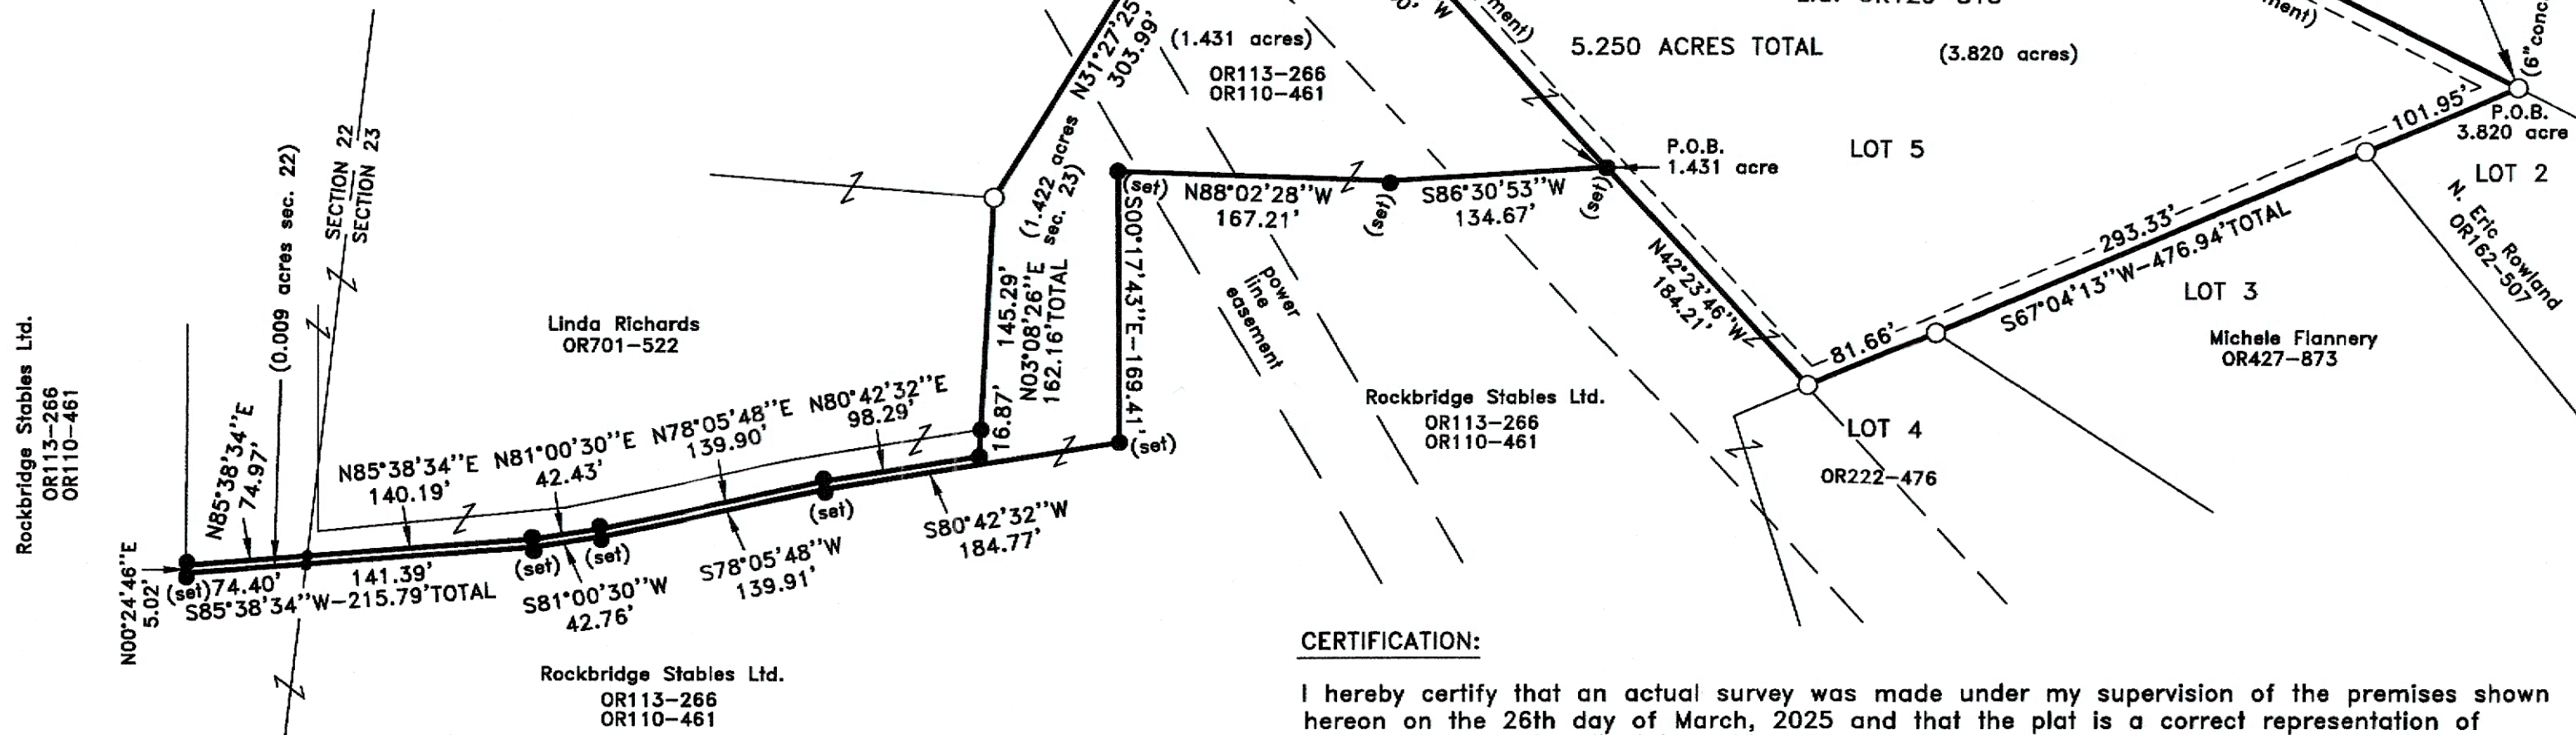 (1.431 acres)
OR113-266
OR110-461
5.250 ACRES TOTAL
(3.820 acres)
(6"conc.
N31°27'25
303.99'
ment)
ment)
W
101.95'
P.O.B.
3.820 acre
LOT 2
LOT 5
P.O.B.
1.431 acre
(set)
N88°02'28"W
167.21'
(set)
S86°30'53"W
134.67'
(set)
(1.422 acres
sec. 23)
SECTION 22
SECTION 23
(0.009 acres sec. 22)
N. Eric Rowland
OR162-507
293.33'
S67°04'13"W-476.94'TOTAL
LOT 3
Michele Flannery
OR427-873
81.66'
N42°23'46"W
184.21'
S00°17'43"E-169.41'
145.29'
N03°08'26"E
162.16'TOTAL
16.87'
(set)
power
line
easement
Linda Richards
OR701-522
Rockbridge Stables Ltd.
OR113-266
OR110-461
Rockbridge Stables Ltd.
OR113-266
OR110-461
LOT 4
OR222-476
N85°38'34"E
74.97'
N85°38'34"E
140.19'
N81°00'30"E
42.43'
N78°05'48"E
139.90'
N80°42'32"E
98.29'
(set)
(set)
(set)
S80°42'32"W
184.77'
S78°05'48"W
139.91'
S81°00'30"W
42.76'
N00°24'46"E
5.02'
(set)
74.40'
141.39'
S85°38'34"W-215.79'TOTAL
Rockbridge Stables Ltd.
OR113-266
OR110-461
CERTIFICATION:
I hereby certify that an actual survey was made under my supervision of the premises shown
hereon on the 26th day of March, 2025 and that the plat is a correct representation of